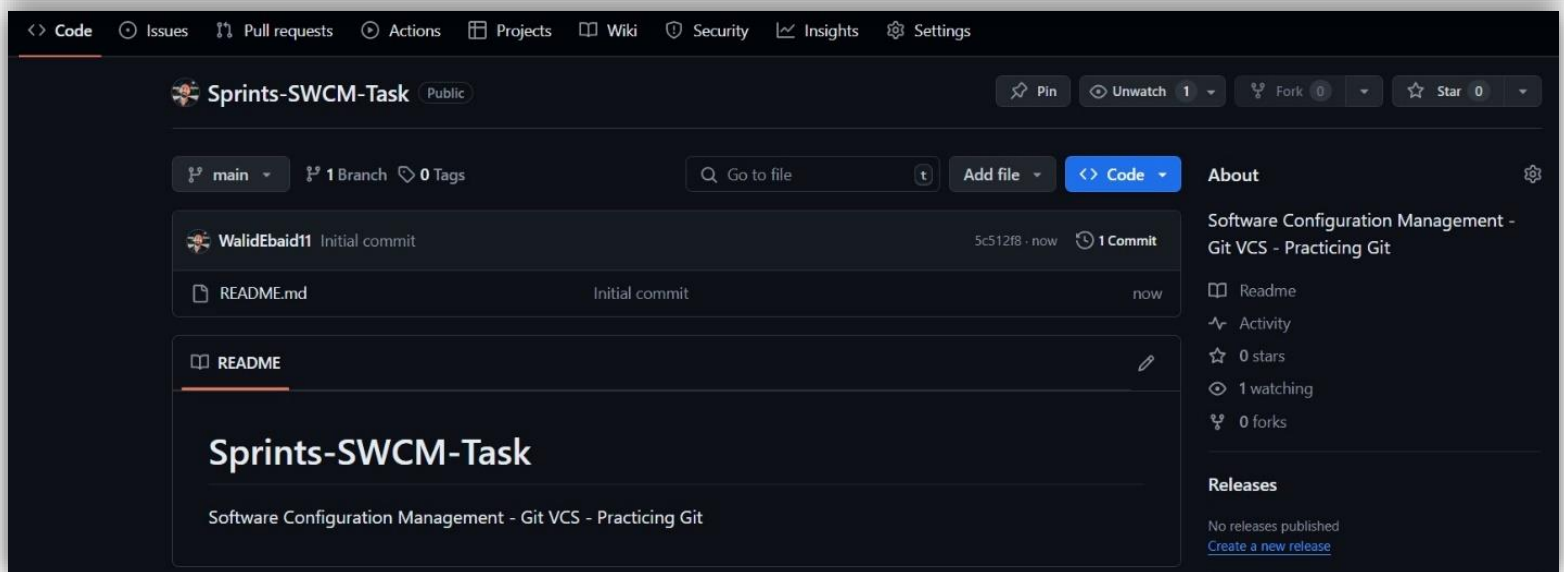 Code Issues Pull requests Actions Projects Wiki Security Insights Settings
Sprints-SWCM-Task Public Pin Unwatch 1 Fork 0 Star 0
main 1 Branch 0 Tags Go to file t Add file Code
WalidEbaid11 Initial commit 5c512f8 · now 1 Commit
README.md Initial commit now
README
Sprints-SWCM-Task
Software Configuration Management - Git VCS - Practicing Git
About
Software Configuration Management -
Git VCS - Practicing Git
Readme
Activity
0 stars
1 watching
0 forks
Releases
No releases published
Create a new release